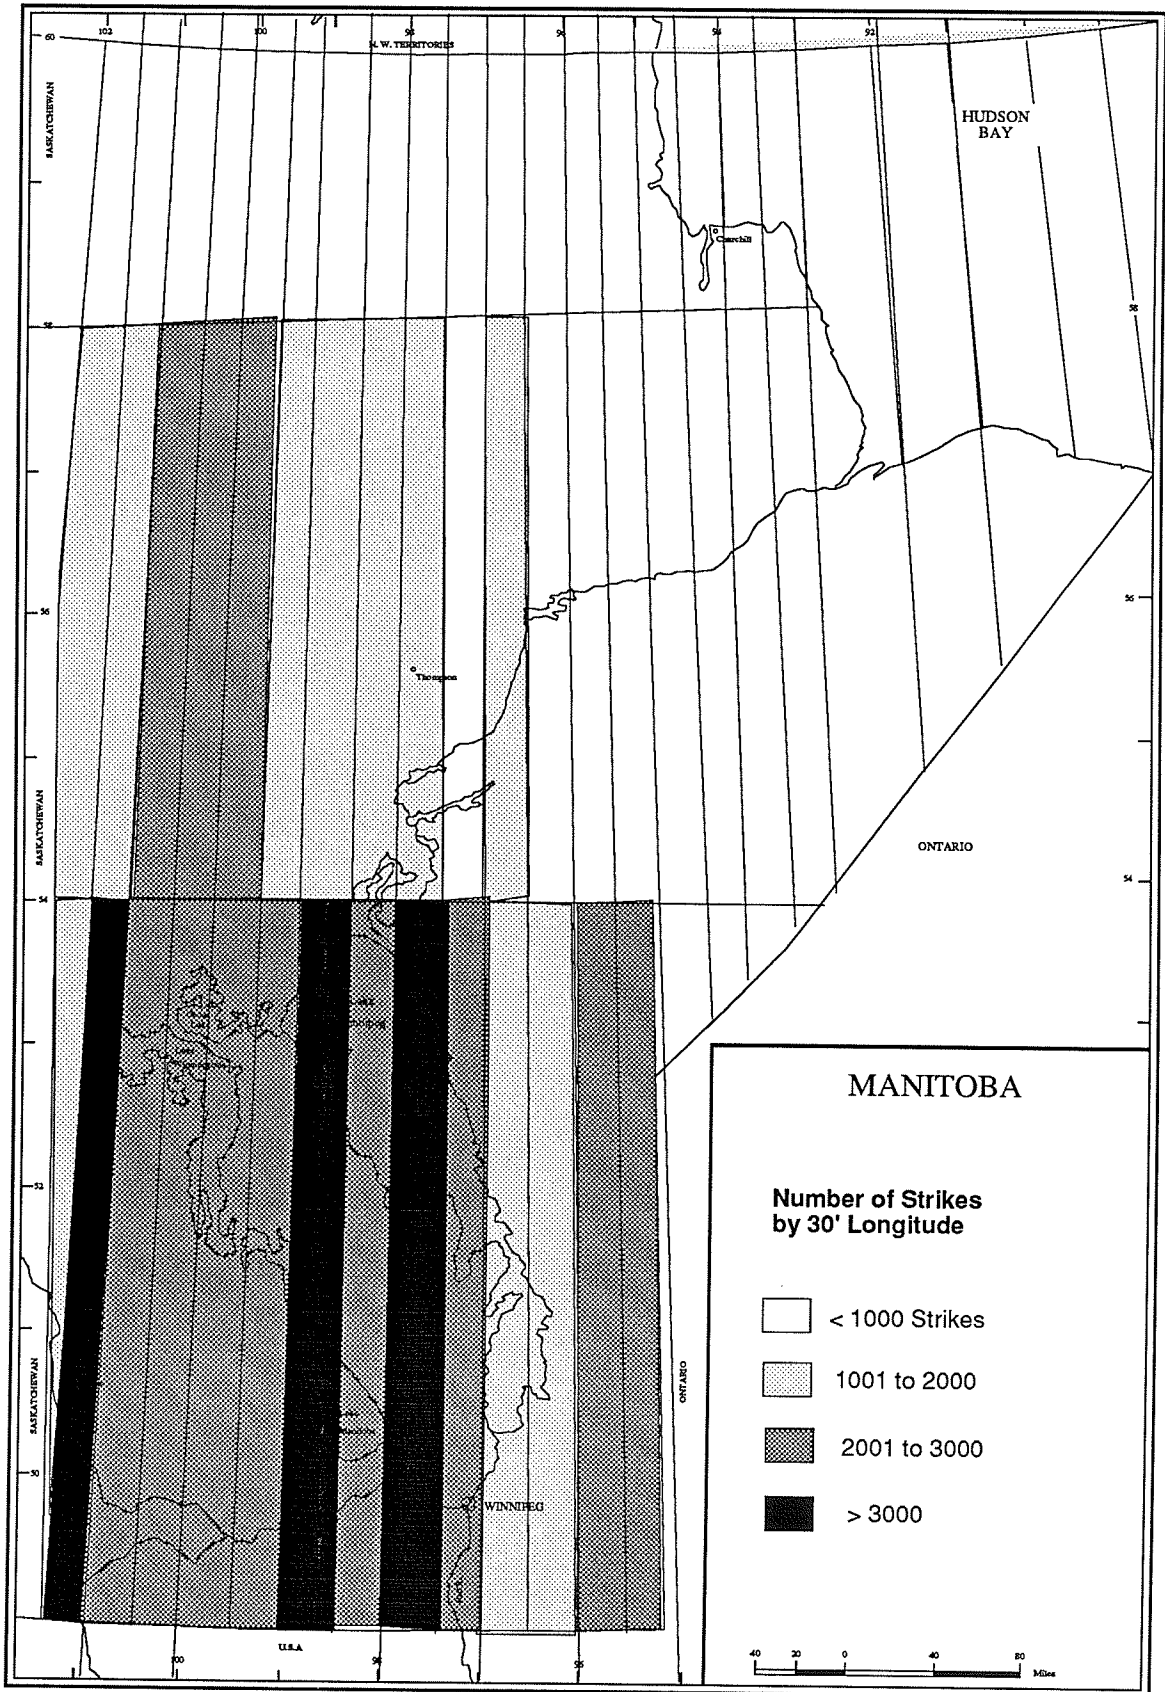 60
102
100
98
96
94
92
N. W. TERRITORIES
SASKATCHEWAN
HUDSON
BAY
Churchill
58
58
56
56
Thompson
SASKATCHEWAN
ONTARIO
54
54
MANITOBA
52
Number of Strikes
by 30' Longitude
< 1000 Strikes
SASKATCHEWAN
ONTARIO
1001 to 2000
2001 to 3000
50
WINNIPEG
> 3000
U.S.A
100
98
96
40
20
0
40
80
Miles